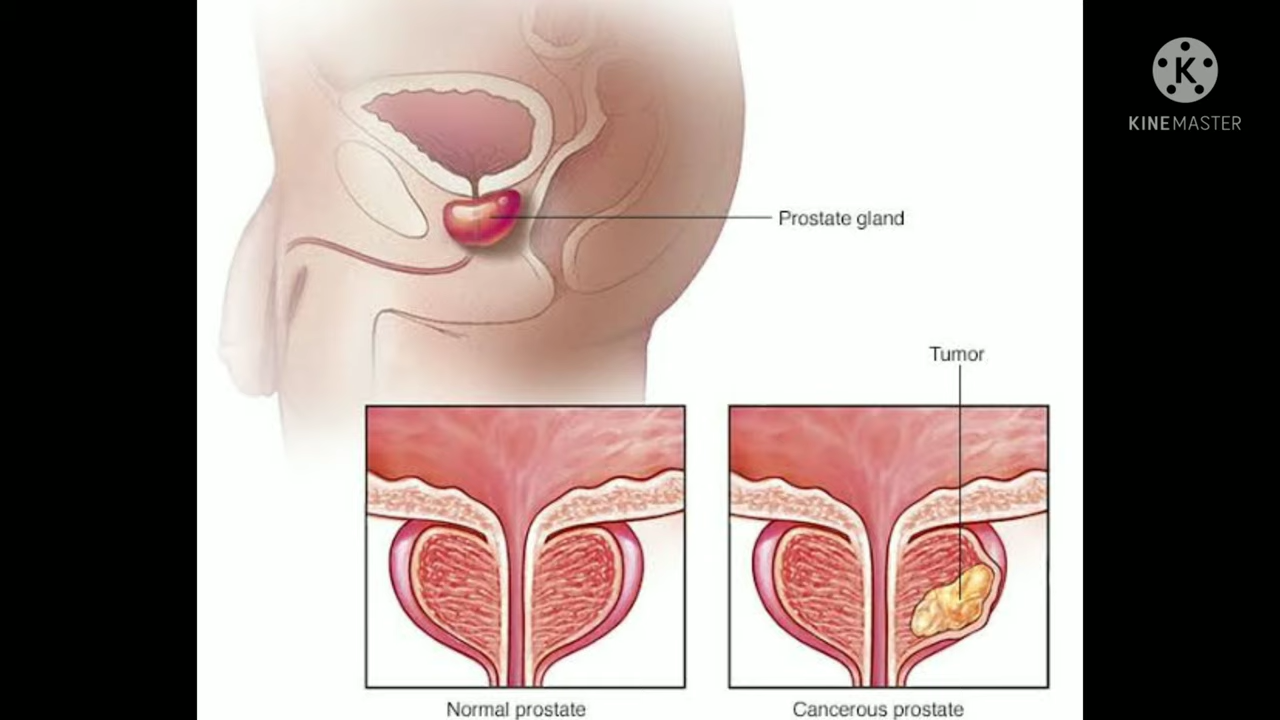 KINEMASTER
Prostate gland
Tumor
Normal prostate
Cancerous prostate